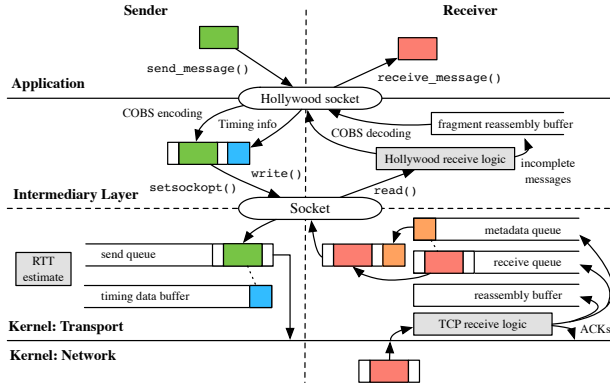 Sender
Receiver
send_message()
receive_message()
Application
Hollywood socket
COBS encoding
Timing info
COBS decoding
fragment reassembly buffer
Hollywood receive logic
incomplete
messages
write()
setsockopt()
read()
Intermediary Layer
Socket
metadata queue
RTT
estimate
send queue
receive queue
timing data buffer
reassembly buffer
Kernel: Transport
TCP receive logic
ACKs
Kernel: Network